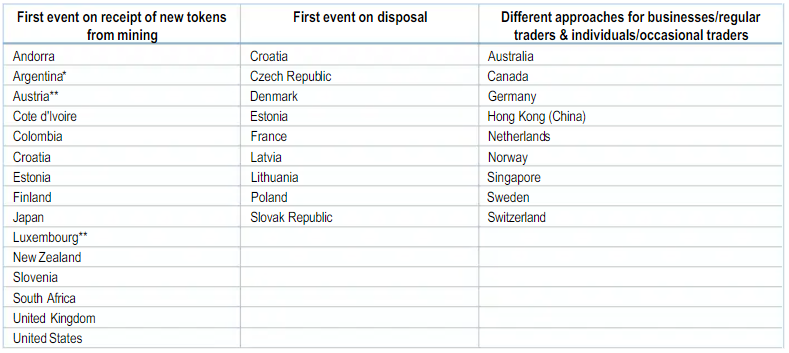 First event on receipt of new tokens from mining First event on disposal Different approaches for businesses/regular traders & individuals/occasional traders
Andorra Croatia Australia
Argentina* Czech Republic Canada
Austria** Denmark Germany
Cote d'Ivoire Estonia Hong Kong (China)
Colombia France Netherlands
Croatia Latvia Norway
Estonia Lithuania Singapore
Finland Poland Sweden
Japan Slovak Republic Switzerland
Luxembourg**
New Zealand
Slovenia
South Africa
United Kingdom
United States